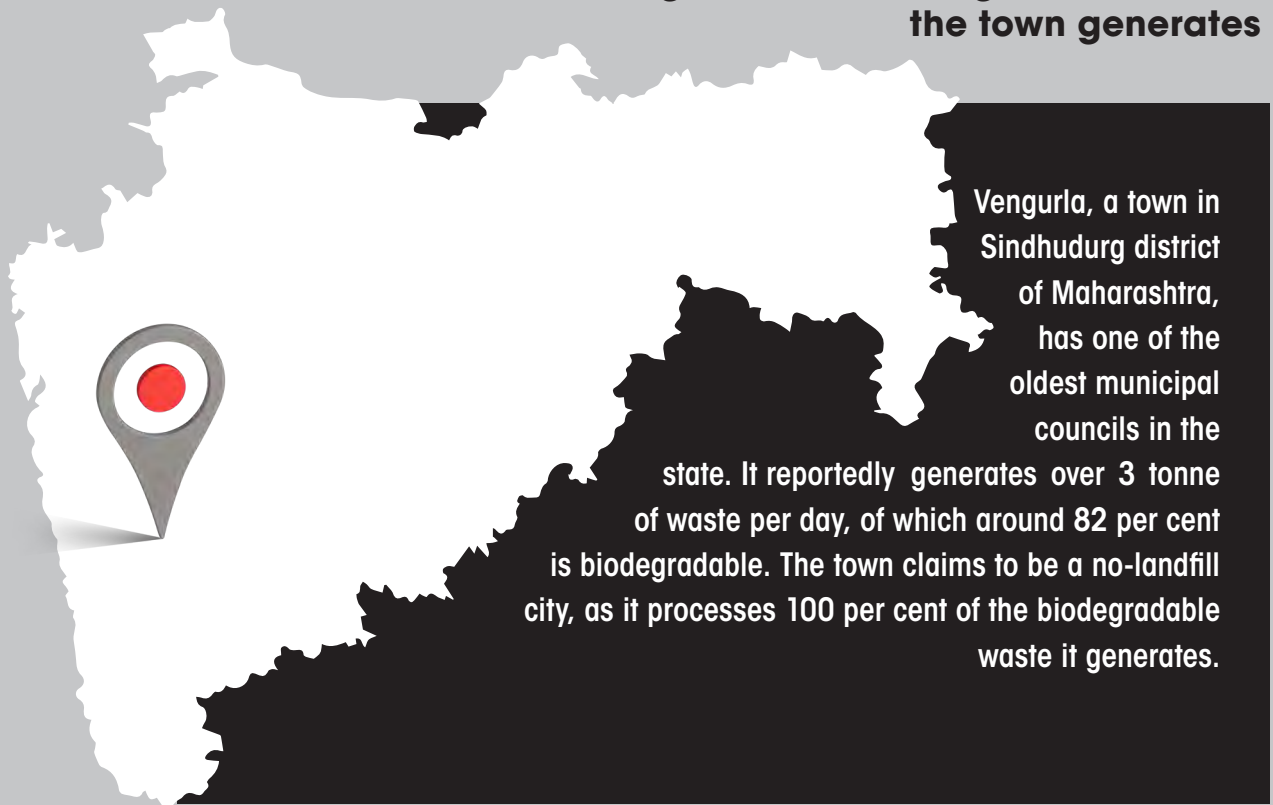 the town generates
Vengurla, a town in
Sindhudurg district
of Maharashtra,
has one of the
oldest municipal
councils in the
state. It reportedly generates over 3 tonne
of waste per day, of which around 82 per cent
is biodegradable. The town claims to be a no-landfill
city, as it processes 100 per cent of the biodegradable
waste it generates.